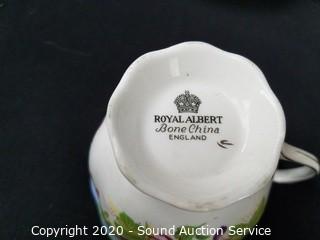 ROYAL ALBERT
Bone China
ENGLAND
Copyright 2020 - Sound Auction Service